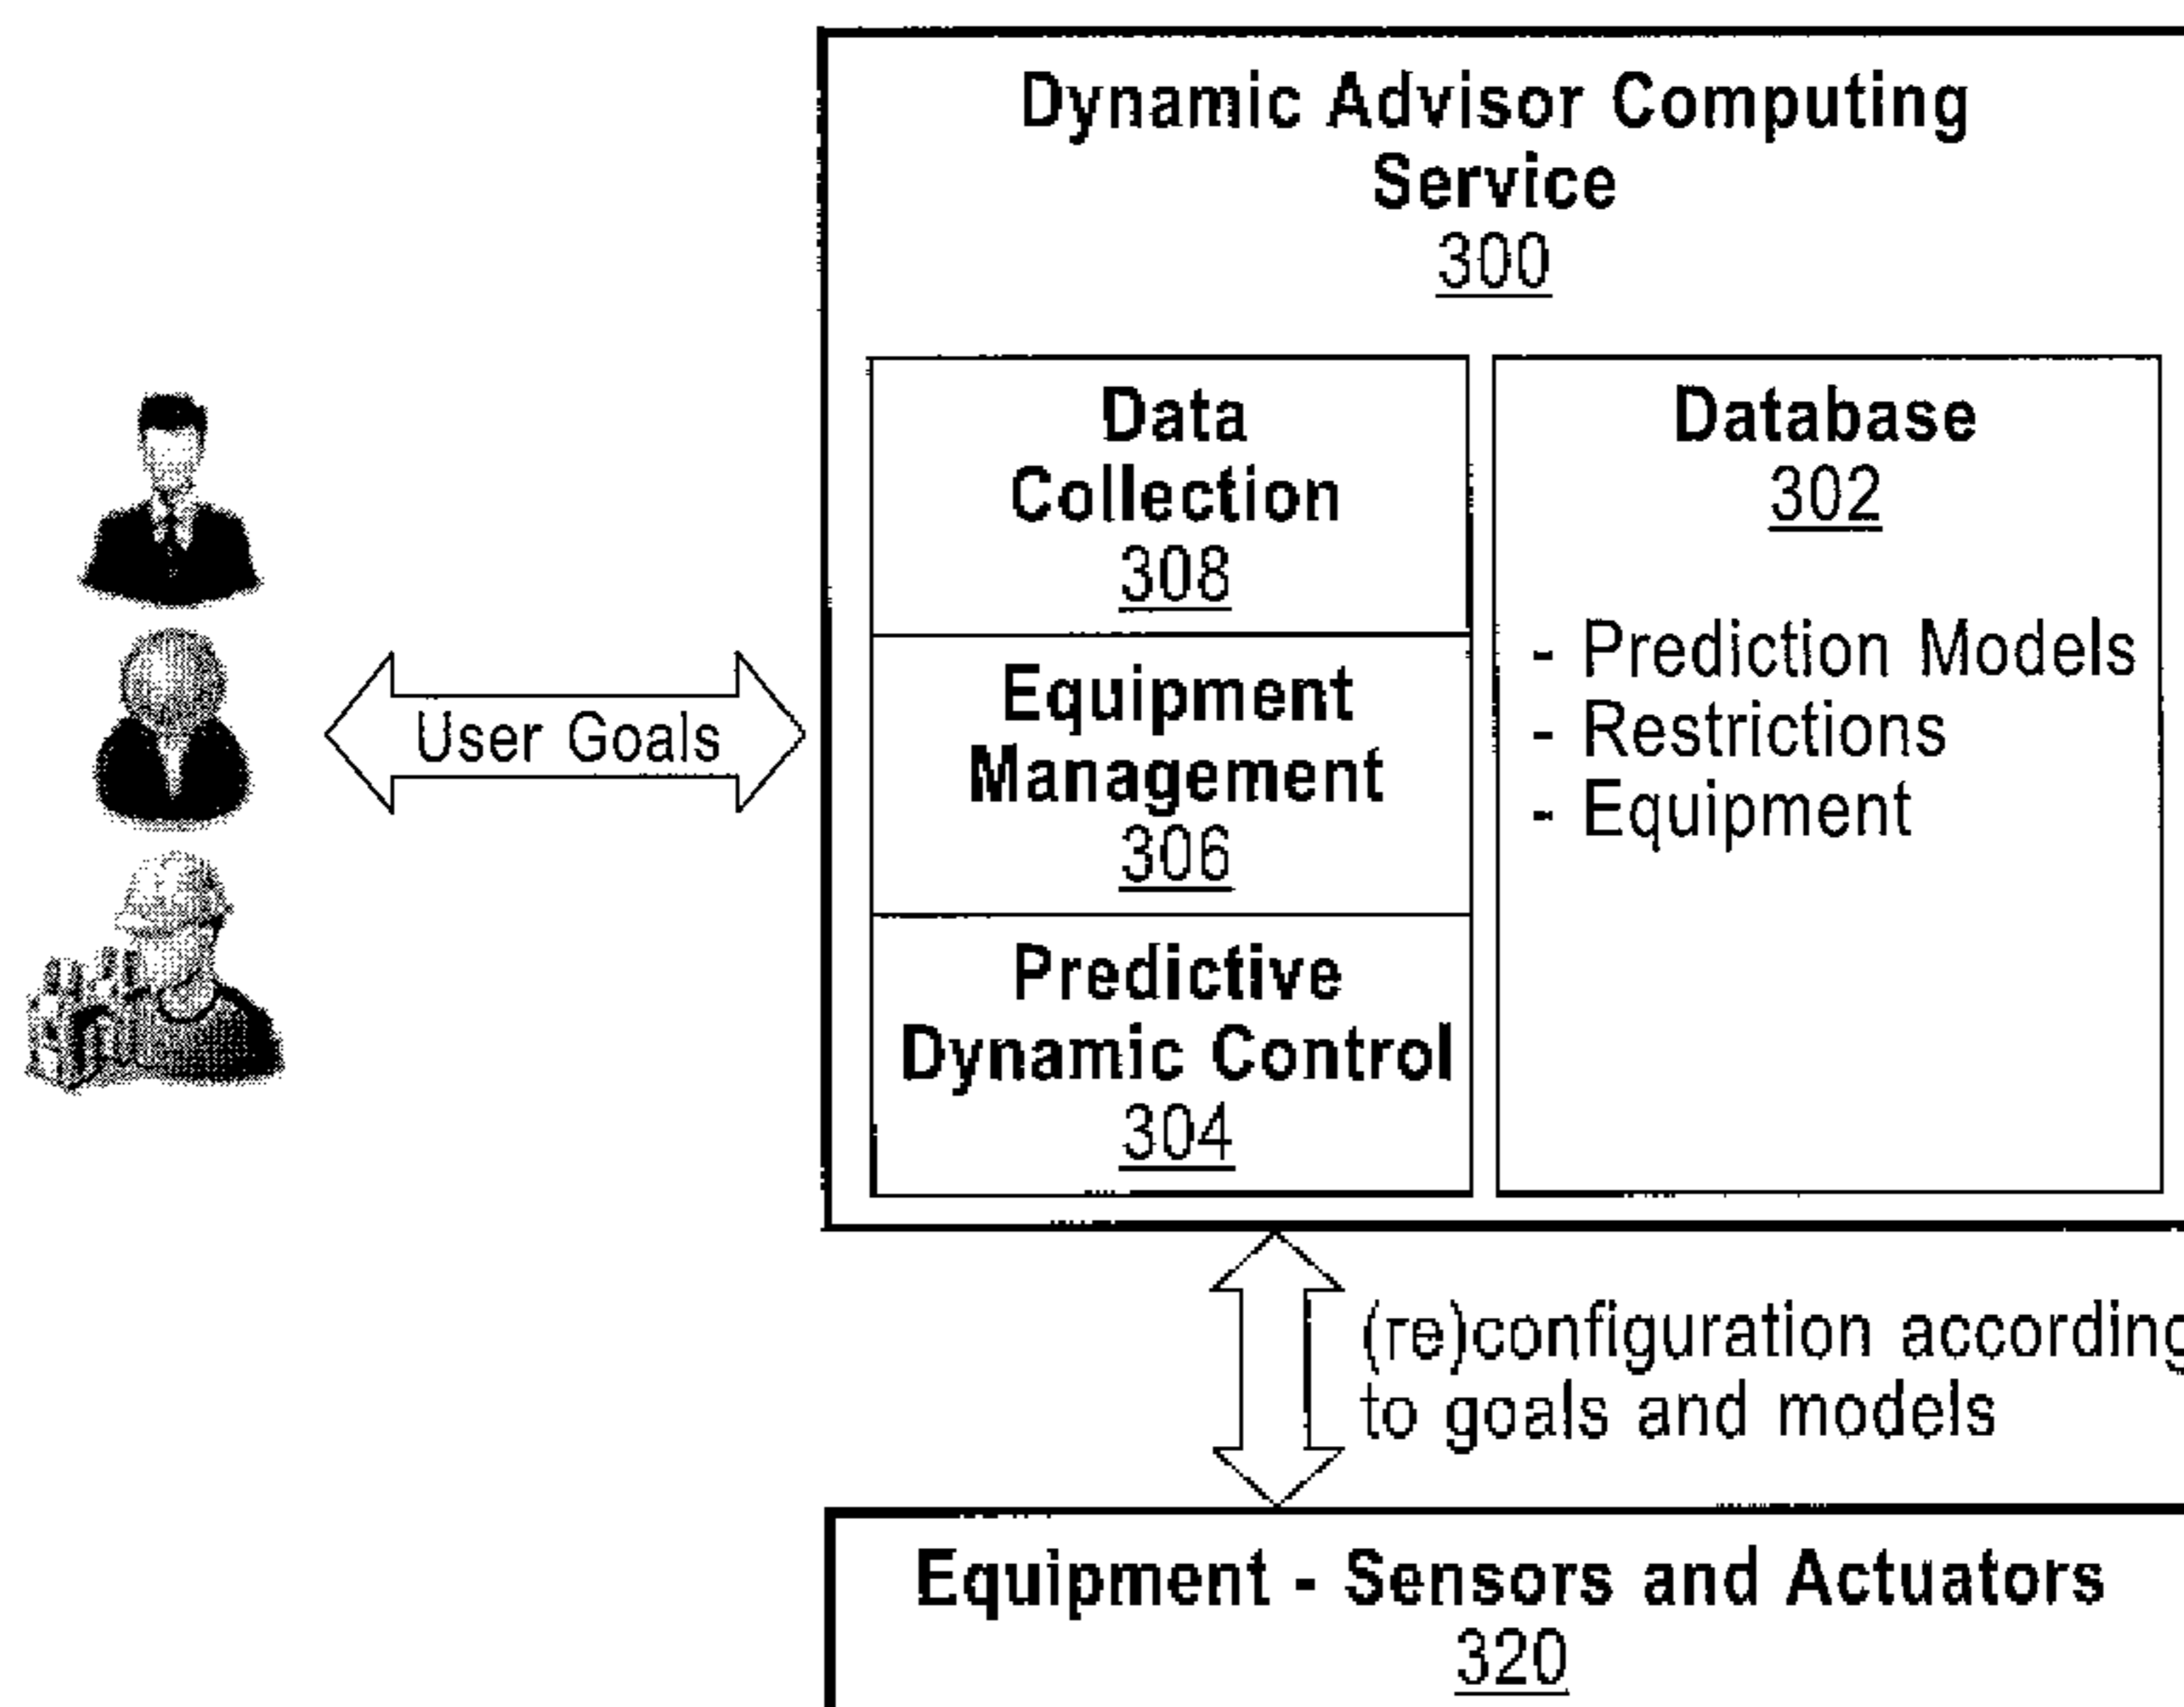 Dynamic Advisor Computing
Service
300
Data
Collection
308
Equipment
Management
306
Predictive
Dynamic Control
304
Database
302
- Prediction Models
- Restrictions
- Equipment
User Goals
(re)configuration according
to goals and models
Equipment - Sensors and Actuators
320